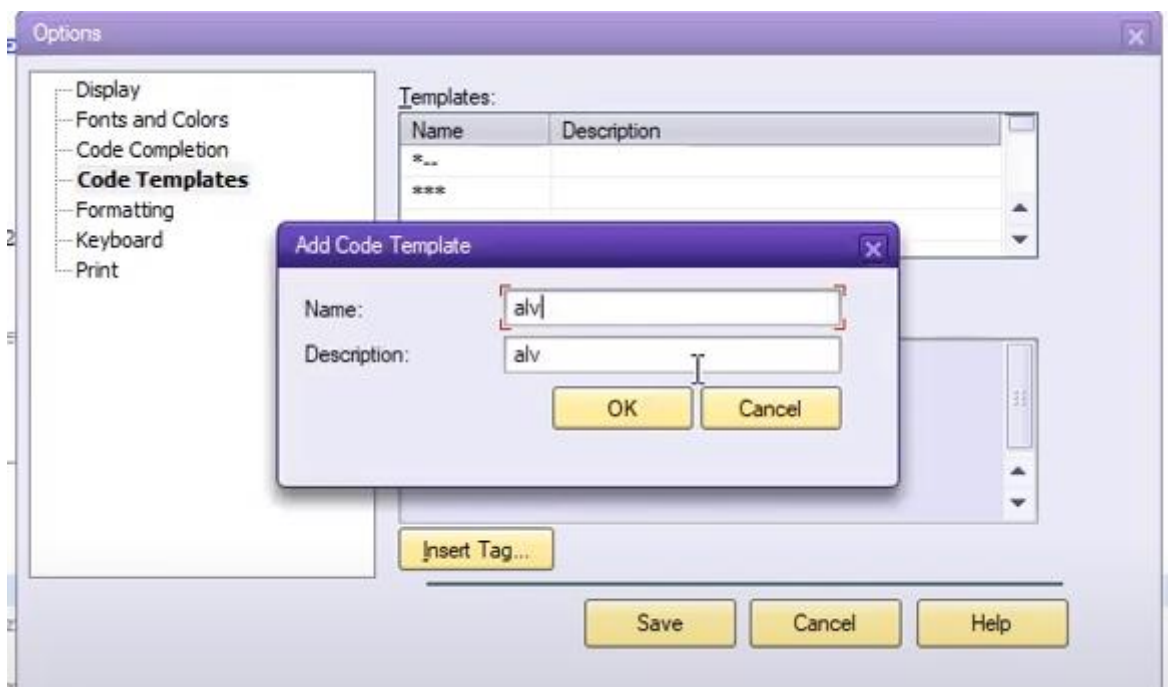 Options
Display
Fonts and Colors
Code Completion
Code Templates
Formatting
Keyboard
Print
Templates:
Name Description
*--
***
Add Code Template
Name: alv
Description: alv
OK Cancel
Insert Tag...
Save Cancel Help